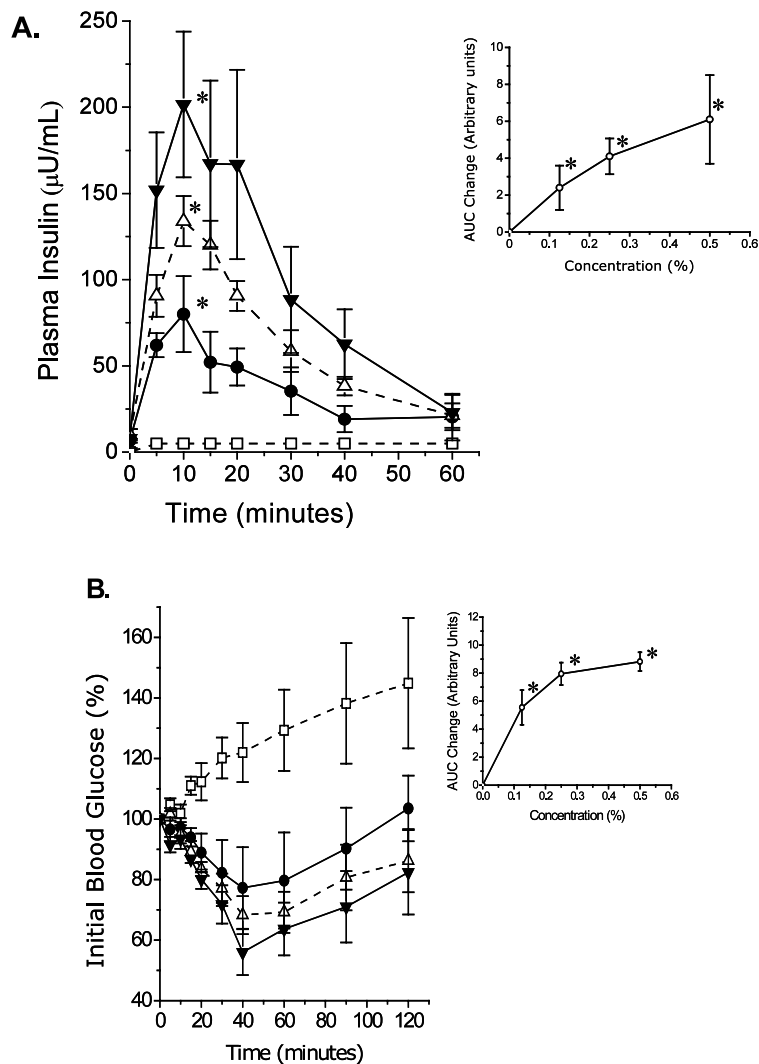 A.
250
200
150
100
50
0
Plasma Insulin (μU/mL)
*
*
*
0 10 20 30 40 50 60
Time (minutes)
10
8
6
4
2
0
AUC Change (Arbitrary units)
*
*
*
0 0.1 0.2 0.3 0.4 0.5 0.6
Concentration (%)
B.
160
140
120
100
80
60
40
Initial Blood Glucose (%)
0 20 40 60 80 100 120
Time (minutes)
12
10
8
6
4
2
0
AUC Change (Arbitrary Units)
*
*
*
0.0 0.1 0.2 0.3 0.4 0.5 0.6
Concentration (%)